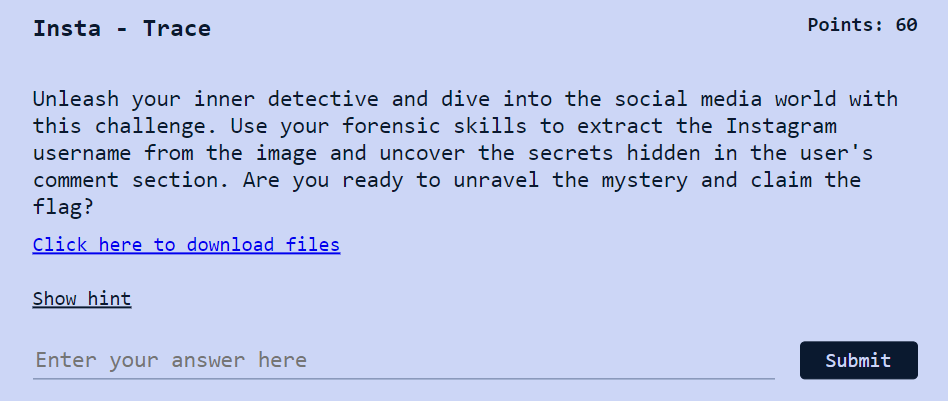 Insta - Trace
Points: 60
Unleash your inner detective and dive into the social media world with
this challenge. Use your forensic skills to extract the Instagram
username from the image and uncover the secrets hidden in the user's
comment section. Are you ready to unravel the mystery and claim the
flag?
Click here to download files
Show hint
Enter your answer here
Submit